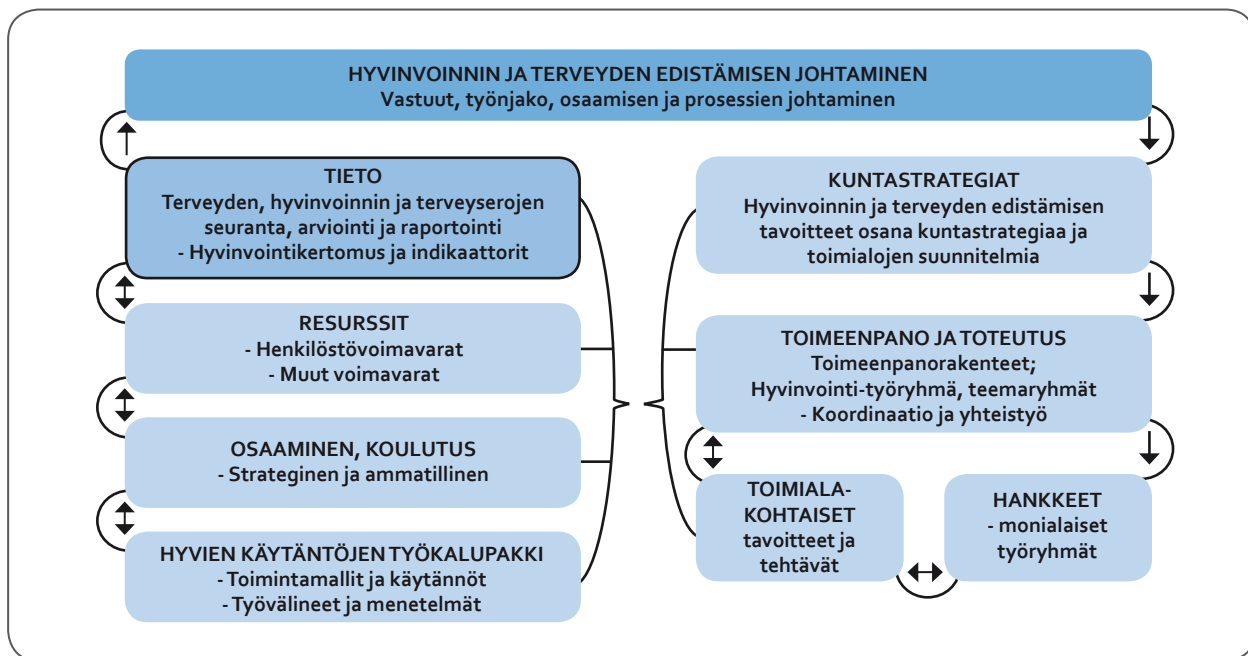 HYVINVOINNIN JA TERVEYDEN EDISTÄMISEN JOHTAMINEN
Vastuut, työnjako, osaamisen ja prosessien johtaminen
TIETO
Terveyden, hyvinvoinnin ja terveyserojen
seuranta, arviointi ja raportointi
- Hyvinvointikertomus ja indikaattorit
RESURSSIT
- Henkilöstövoimavarat
- Muut voimavarat
OSAAMINEN, KOULUTUS
- Strateginen ja ammatillinen
HYVIEN KÄYTÄNTÖJEN TYÖKALUPAKKI
- Toimintamallit ja käytännöt
- Työvälineet ja menetelmät
KUNTASTRATEGIAT
Hyvinvoinnin ja terveyden edistämisen
tavoitteet osana kuntastrategiaa ja
toimialojen suunnitelmia
TOIMEENPANO JA TOTEUTUS
Toimeenpanorakenteet;
Hyvinvointi-työryhmä, teemaryhmät
- Koordinaatio ja yhteistyö
TOIMIALA-
KOHTAISET
tavoitteet ja
tehtävät
HANKKEET
- monialaiset
työryhmät